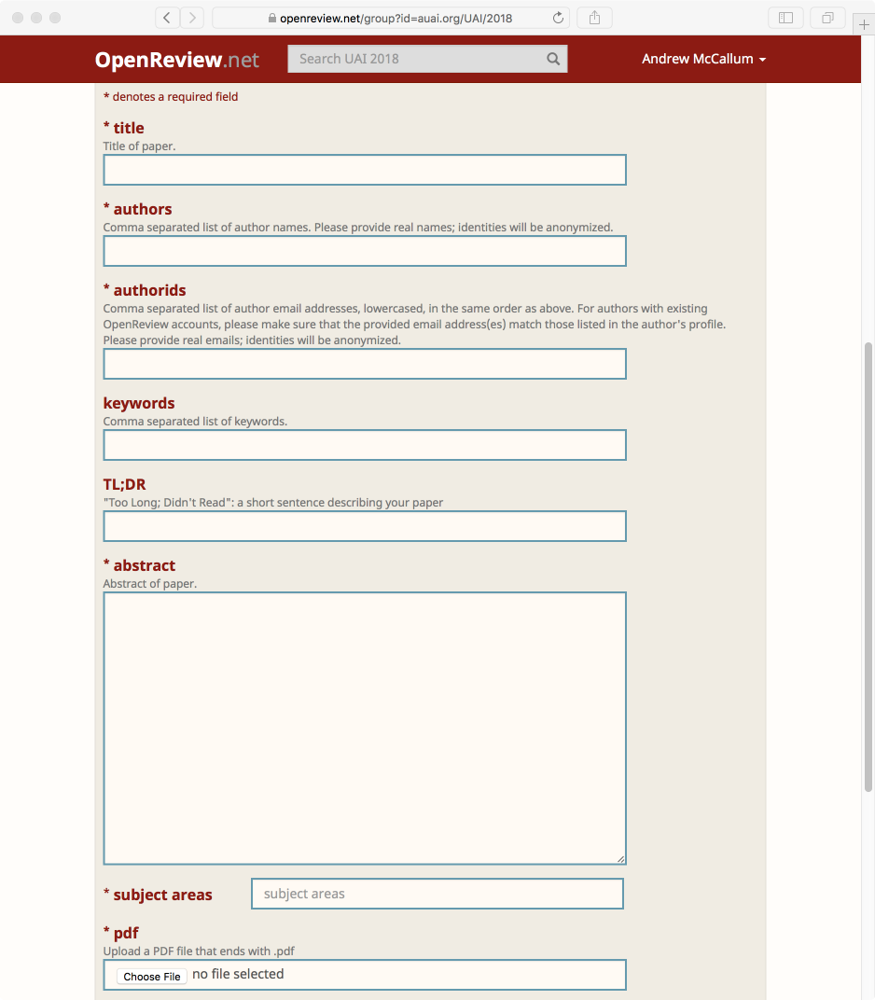 openreview.net/group?id=auai.org/UAI/2018
OpenReview.net
Search UAI 2018
Andrew McCallum
* denotes a required field
* title
Title of paper.
* authors
Comma separated list of author names. Please provide real names; identities will be anonymized.
* authorids
Comma separated list of author email addresses, lowercased, in the same order as above. For authors with existing
OpenReview accounts, please make sure that the provided email address(es) match those listed in the author's profile.
Please provide real emails; identities will be anonymized.
keywords
Comma separated list of keywords.
TL;DR
"Too Long; Didn't Read": a short sentence describing your paper
* abstract
Abstract of paper.
* subject areas
subject areas
* pdf
Upload a PDF file that ends with .pdf
Choose File no file selected